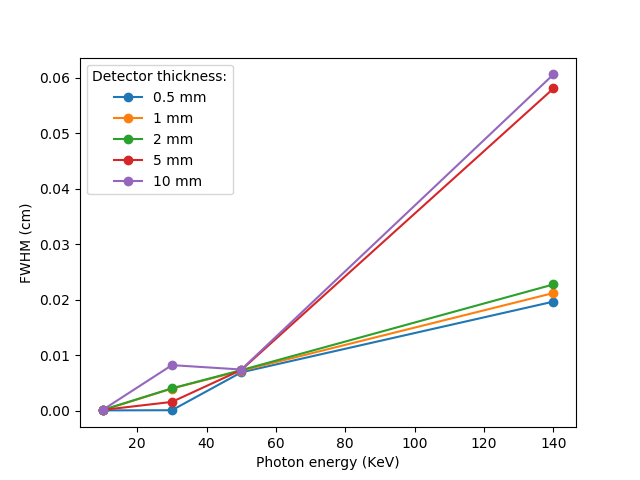 Detector thickness:
0.5 mm
1 mm
2 mm
5 mm
10 mm
FWHM (cm)
0.06
0.05
0.04
0.03
0.02
0.01
0.00
20 40 60 80 100 120 140
Photon energy (KeV)